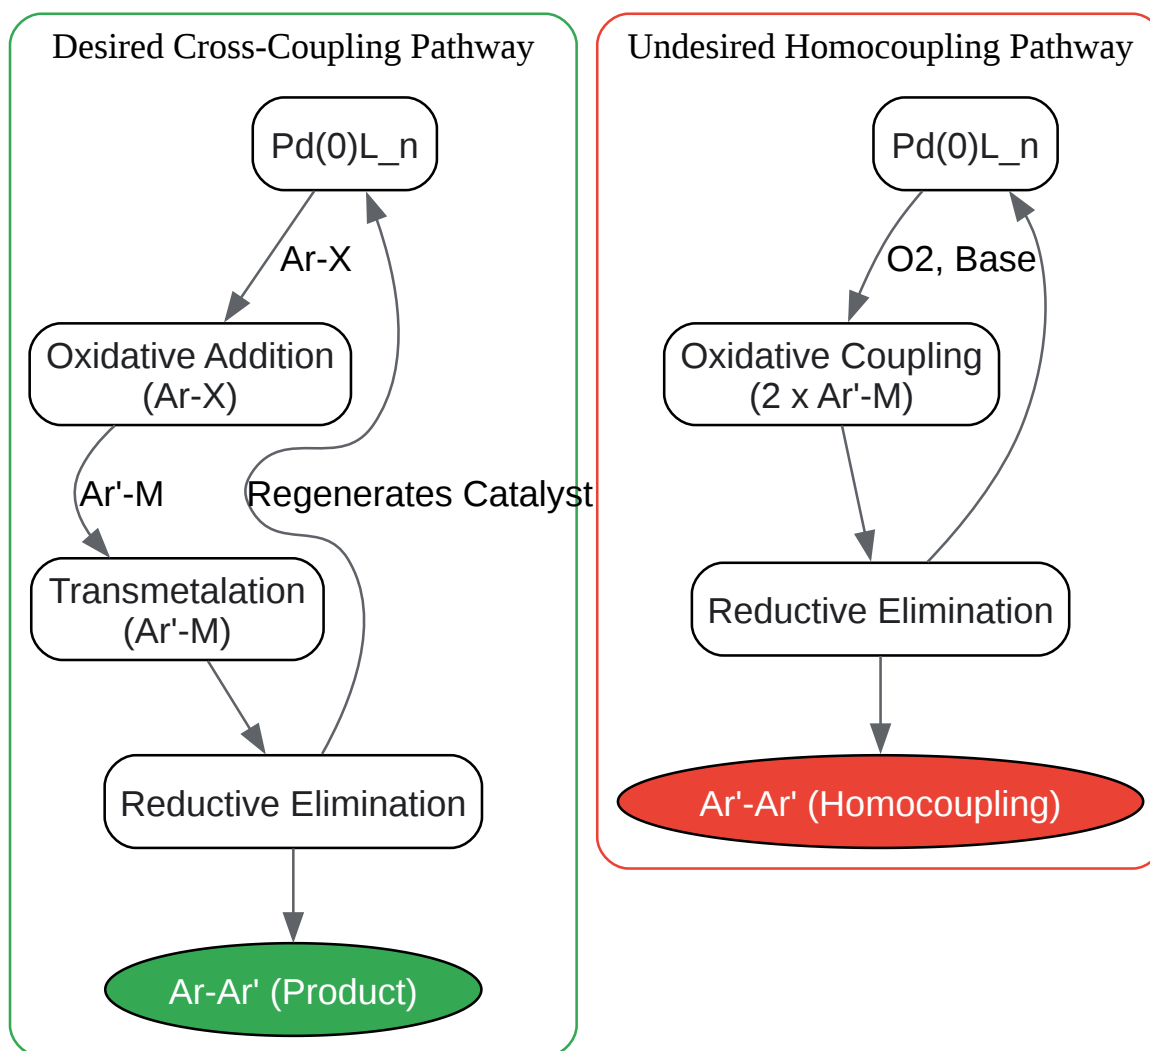 Desired Cross-Coupling Pathway
Pd(0)L_n
Ar-X
Oxidative Addition
(Ar-X)
Ar'-M
Regenerates Catalyst
Transmetalation
(Ar'-M)
Reductive Elimination
Ar-Ar' (Product)
Undesired Homocoupling Pathway
Pd(0)L_n
O2, Base
Oxidative Coupling
(2 x Ar'-M)
Reductive Elimination
Ar'-Ar' (Homocoupling)